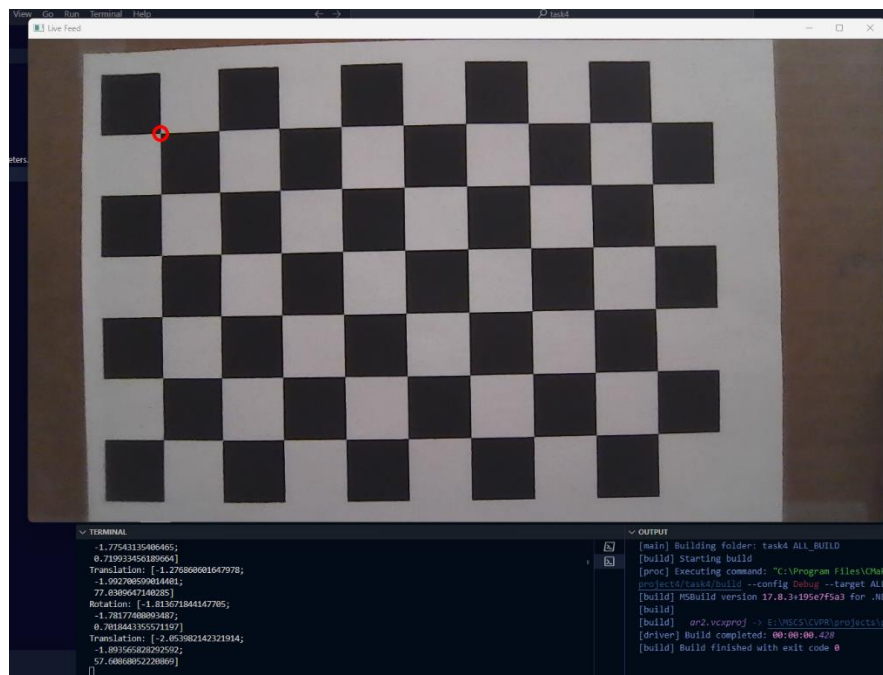 View Go Run Terminal Help
← →
task4
Live Feed
eters.
TERMINAL
-1.77543135406465;
0.719933456189664]
Translation: [-1.276860601647978;
-1.992700599014401;
77.0309647140285]
Rotation: [-1.813671844147705;
-1.78177400093487;
0.7018443355571197]
Translation: [-2.053982142321914;
-1.893565828292592;
57.60868052220869]
OUTPUT
[main] Building folder: task4 ALL_BUILD
[build] Starting build
[proc] Executing command: "C:\Program Files\CMa
project4/task4/build --config Debug --target ALL
[build] MSBuild version 17.8.3+195e7f5a3 for .NE
[build]
[build] ar2.vcxproj -> E:\MSCS\CVPR\projects\p
[driver] Build completed: 00:00:00.428
[build] Build finished with exit code 0